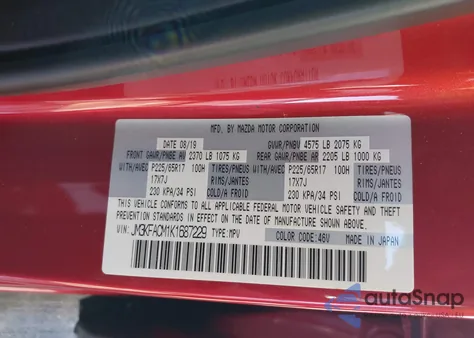 MFD. BY MAZDA MOTOR CORPORATION
DATE 08/19 GVWR/PNBE 4575 LB 2075 KG
FRONT GAWR/PNBE AV 2370 LB 1075 KG REAR GAWR/PNBE AR 2205 LB 1000 KG
WITH/AVEC P225/65R17 100H TIRES/PNEUS WITH/AVEC P225/65R17 100H TIRES/PNEUS
17X7J RIMS/JANTES 17X7J RIMS/JANTES
230 KPA/34 PSI COLD/A FROID 230 KPA/34 PSI COLD/A FROID
THIS VEHICLE CONFORMS TO ALL APPLICABLE FEDERAL MOTOR VEHICLE SAFETY AND THEFT
PREVENTION STANDARDS IN EFFECT ON THE DATE OF MANUFACTURE SHOWN ABOVE.
VIN: JM3KFACM1K1687229 TYPE: MPV COLOR CODE: 46V MADE IN JAPAN
autoSnap